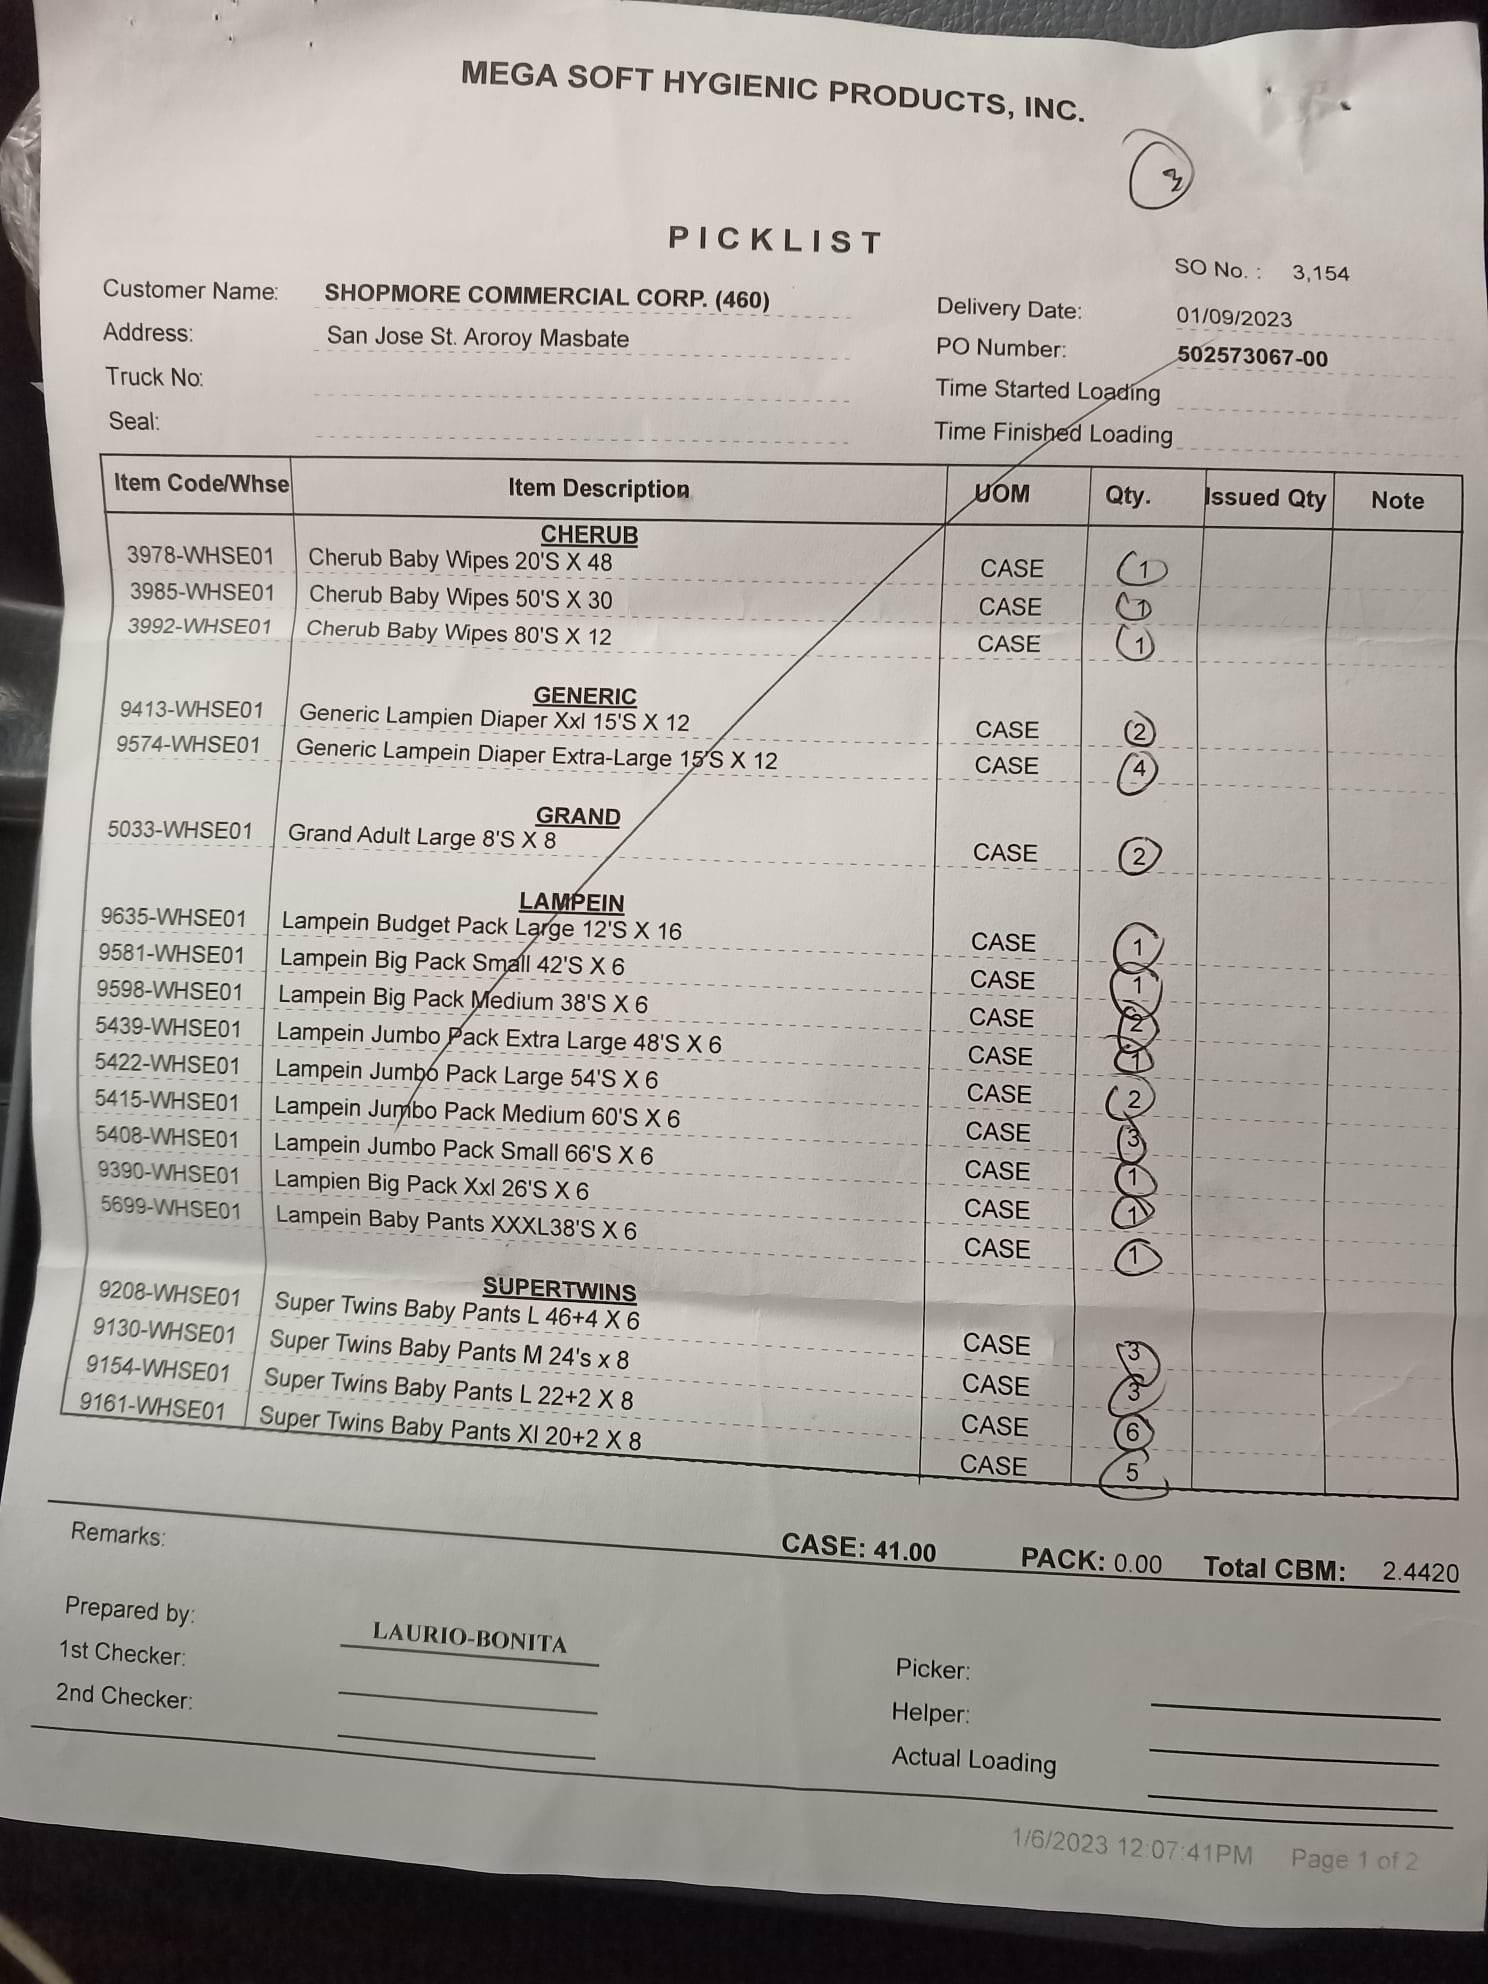 MEGA SOFT HYGIENIC PRODUCTS, INC.
3
PICKLIST
SO No. : 3,154
Customer Name: SHOPMORE COMMERCIAL CORP. (460) Delivery Date: 01/09/2023
Address: San Jose St. Aroroy Masbate PO Number: 502573067-00
Truck No: Time Started Loading
Seal: Time Finished Loading
Item Code/Whse Item Description UOM Qty. Issued Qty Note
CHERUB
3978-WHSE01 Cherub Baby Wipes 20'S X 48 CASE 1
3985-WHSE01 Cherub Baby Wipes 50'S X 30 CASE 1
3992-WHSE01 Cherub Baby Wipes 80'S X 12 CASE 1
GENERIC
9413-WHSE01 Generic Lampien Diaper Xxl 15'S X 12 CASE 2
9574-WHSE01 Generic Lampein Diaper Extra-Large 15'S X 12 CASE 4
GRAND
5033-WHSE01 Grand Adult Large 8'S X 8 CASE 2
LAMPEIN
9635-WHSE01 Lampein Budget Pack Large 12'S X 16 CASE 1
9581-WHSE01 Lampein Big Pack Small 42'S X 6 CASE 1
9598-WHSE01 Lampein Big Pack Medium 38'S X 6 CASE 2
5439-WHSE01 Lampein Jumbo Pack Extra Large 48'S X 6 CASE 1
5422-WHSE01 Lampein Jumbo Pack Large 54'S X 6 CASE 2
5415-WHSE01 Lampein Jumbo Pack Medium 60'S X 6 CASE 3
5408-WHSE01 Lampein Jumbo Pack Small 66'S X 6 CASE 1
9390-WHSE01 Lampien Big Pack Xxl 26'S X 6 CASE 1
5699-WHSE01 Lampein Baby Pants XXXL38'S X 6 CASE 1
SUPERTWINS
9208-WHSE01 Super Twins Baby Pants L 46+4 X 6 CASE 3
9130-WHSE01 Super Twins Baby Pants M 24's x 8 CASE 3
9154-WHSE01 Super Twins Baby Pants L 22+2 X 8 CASE 6
9161-WHSE01 Super Twins Baby Pants Xl 20+2 X 8 CASE 5
Remarks: CASE: 41.00 PACK: 0.00 Total CBM: 2.4420
Prepared by: LAURIO-BONITA
1st Checker: Picker:
2nd Checker: Helper:
Actual Loading
1/6/2023 12:07:41PM Page 1 of 2